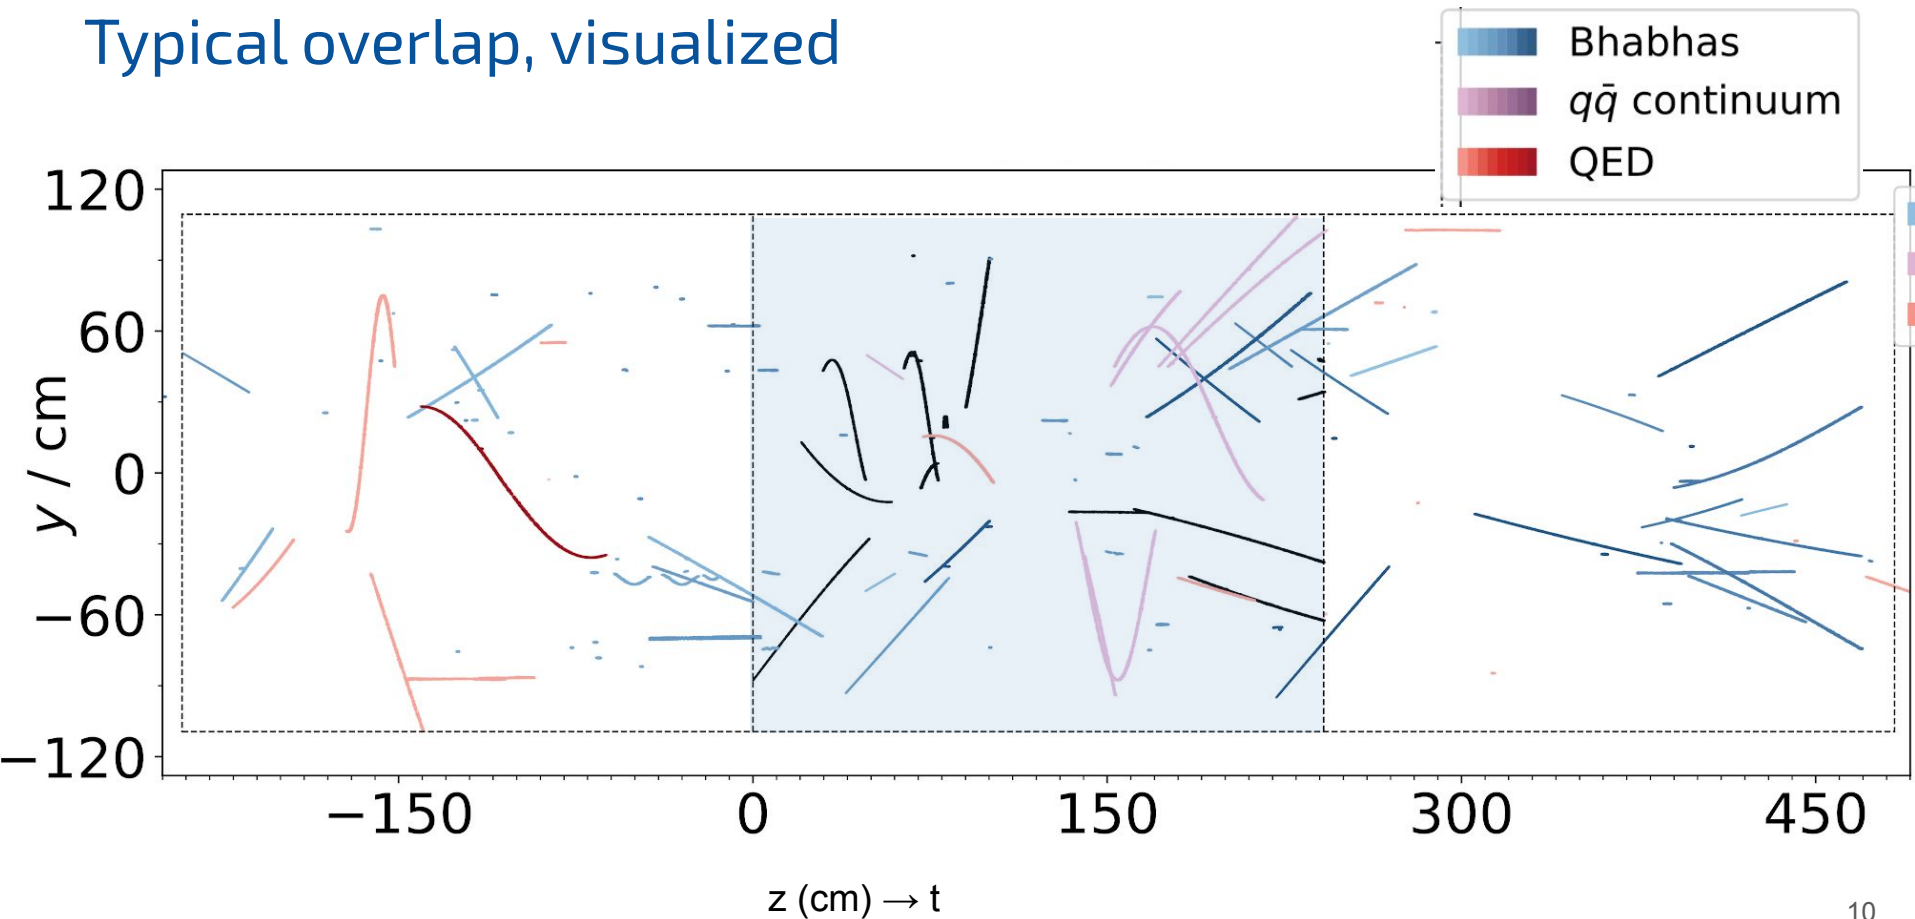 Typical overlap, visualized
Bhabhas
qq̄ continuum
QED
120
60
0
−60
−120
y / cm
−150
0
150
300
450
z (cm) → t
10